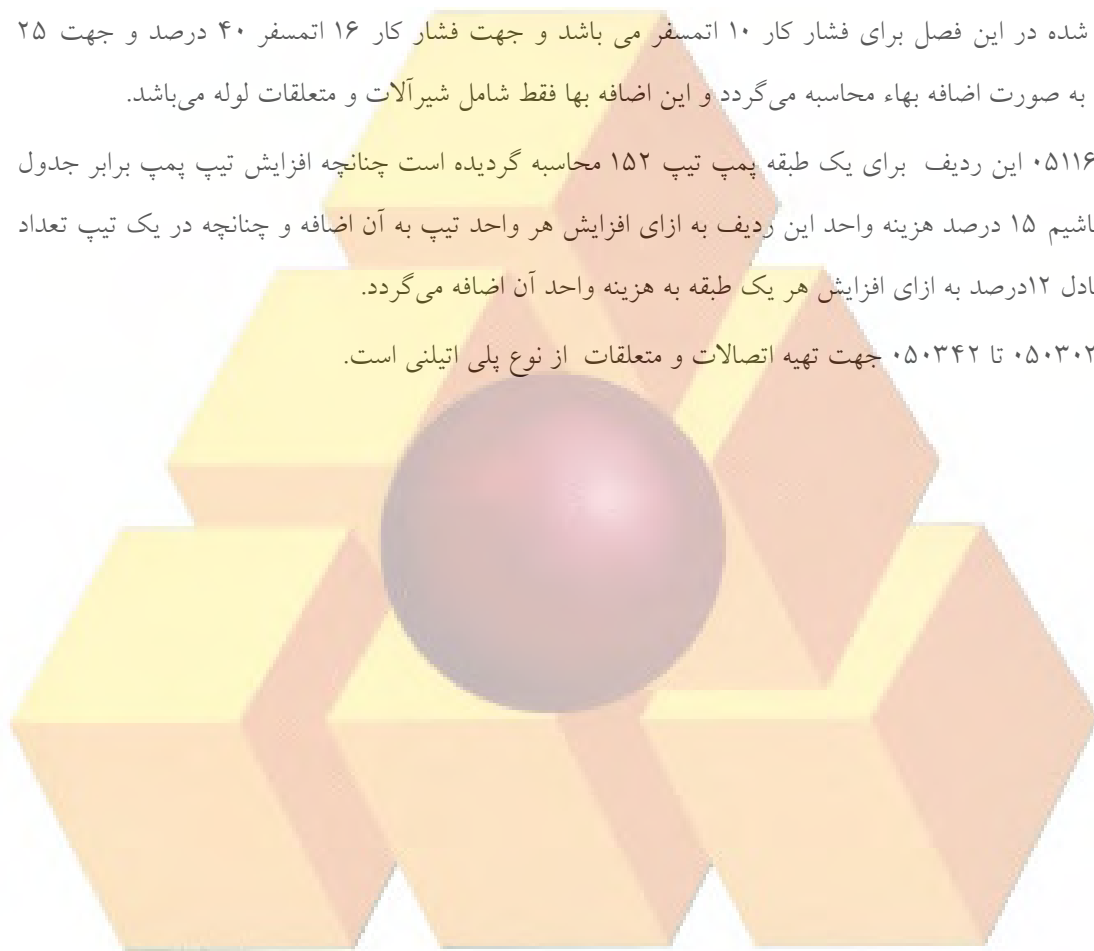 شده در این فصل برای فشار کار ۱۰ اتمسفر می باشد و جهت فشار کار ۱۶ اتمسفر ۴۰ درصد و جهت ۲۵
به صورت اضافه بهاء محاسبه می‌گردد و این اضافه بها فقط شامل شیرآلات و متعلقات لوله می‌باشد.
۰۵۱۱۶ این ردیف برای یک طبقه پمپ تیپ ۱۵۲ محاسبه گردیده است چنانچه افزایش تیپ پمپ برابر جدول
اشیم ۱۵ درصد هزینه واحد این ردیف به ازای افزایش هر واحد تیپ به آن اضافه و چنانچه در یک تیپ تعداد
ادل ۱۲درصد به ازای افزایش هر یک طبقه به هزینه واحد آن اضافه می‌گردد.
۰۵۰۳۰۲ تا ۰۵۰۳۴۲ جهت تهیه اتصالات و متعلقات از نوع پلی اتیلنی است.